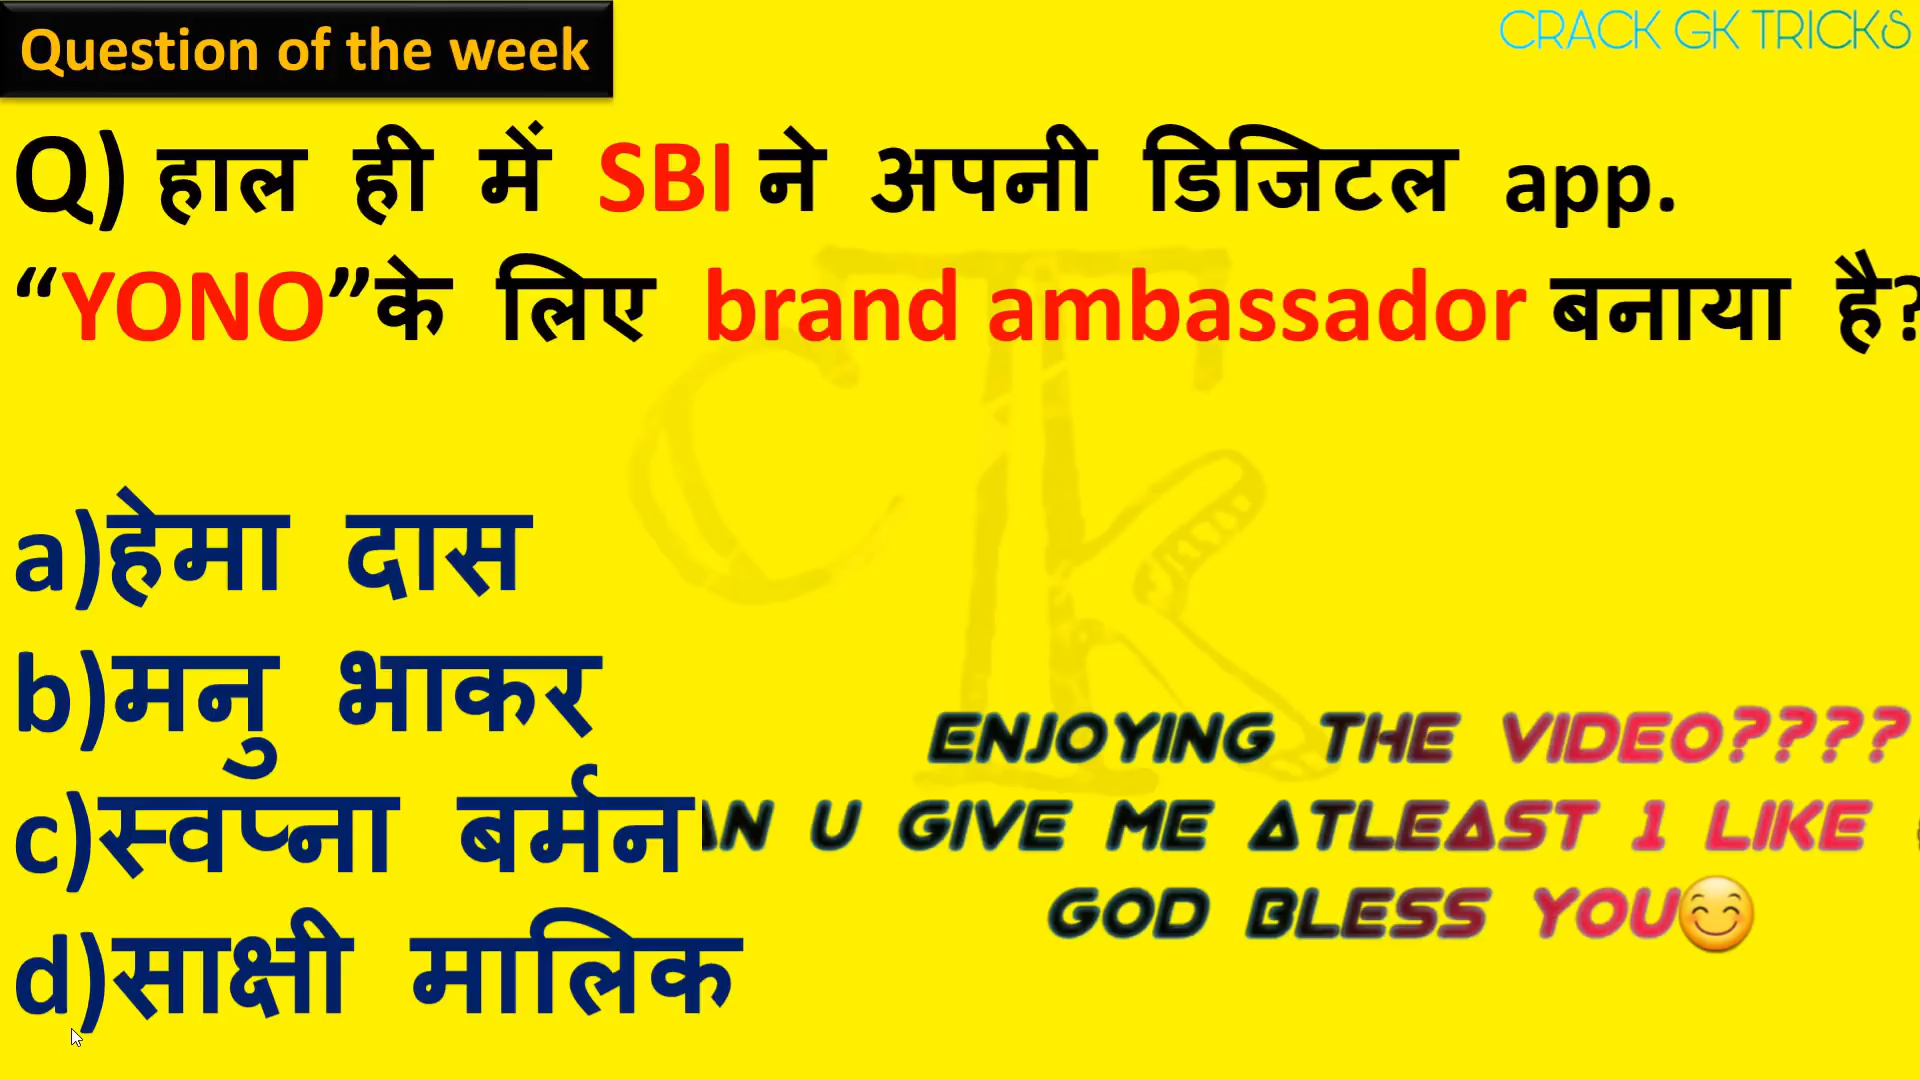 Question of the week
CRACK GK TRICKS
Q) हाल ही में SBI ने अपनी डिजिटल app.
“YONO”के लिए brand ambassador बनाया है?
a)हेमा दास
b)मनु भाकर
c)स्वप्ना बर्मन
d)साक्षी मालिक
ENJOYING THE VIDEO????
AN U GIVE ME ATLEAST 1 LIKE
GOD BLESS YOU😊